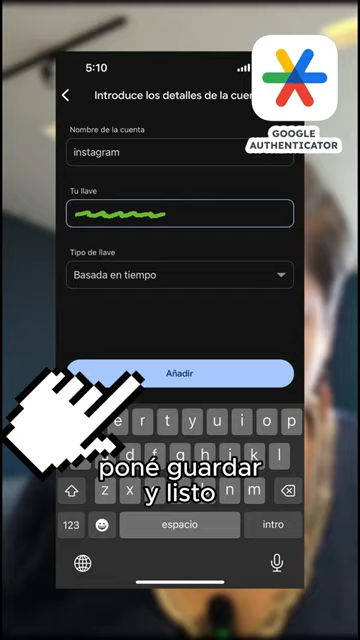 5:10
Introduce los detalles de la
GOOGLE
AUTHENTICATOR
Nombre de la cuenta
instagram
Tu llave
Tipo de llave
Basada en tiempo
Añadir
e r t y u i o p
d f g h j k l
poné guardar
y listo
z x n m
123 espacio intro